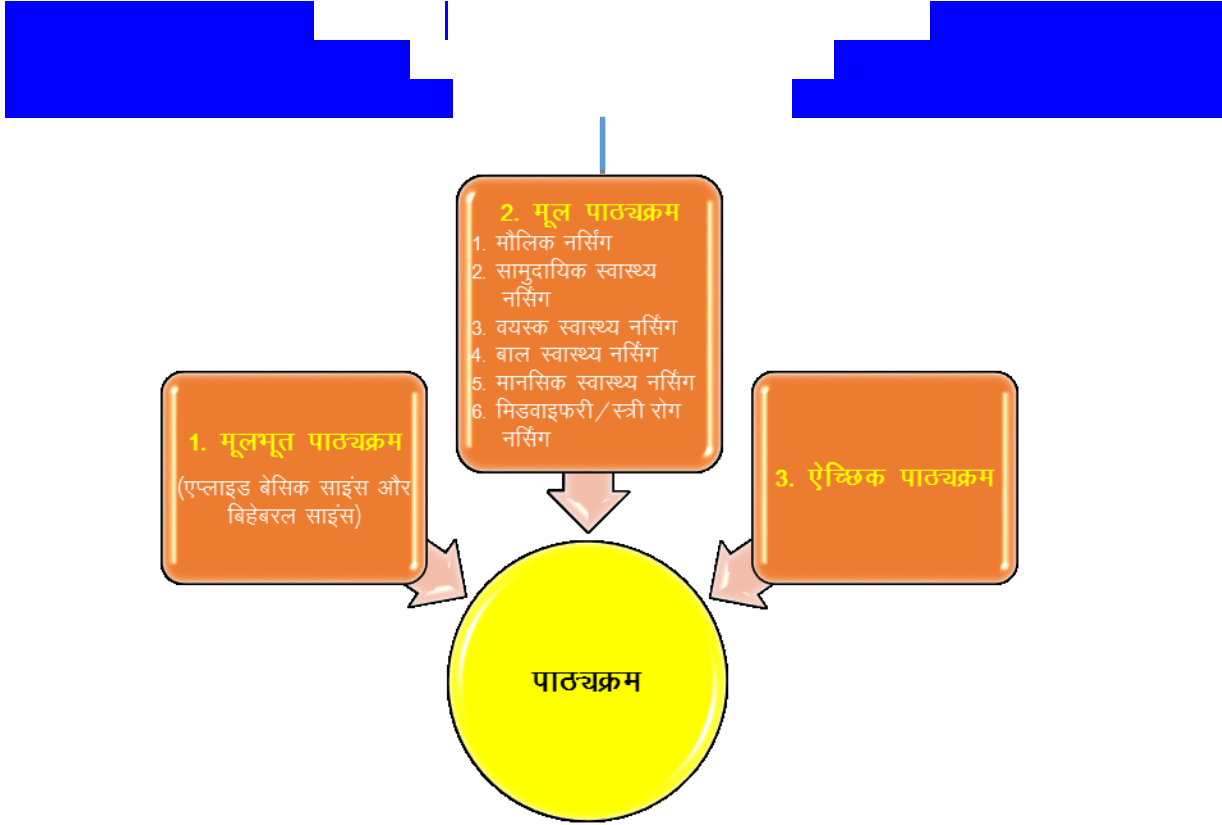 2. मूल पाठ्यक्रम
1. मौलिक नर्सिंग
2. सामुदायिक स्वास्थ्य
नर्सिंग
3. वयस्क स्वास्थ्य नर्सिंग
4. बाल स्वास्थ्य नर्सिंग
5. मानसिक स्वास्थ्य नर्सिंग
6. मिडवाइफरी/स्त्री रोग
नर्सिंग
1. मूलभूत पाठ्यक्रम
(एप्लाइड बेसिक साइंस और
बिहेबरल साइंस)
3. ऐच्छिक पाठ्यक्रम
पाठ्यक्रम